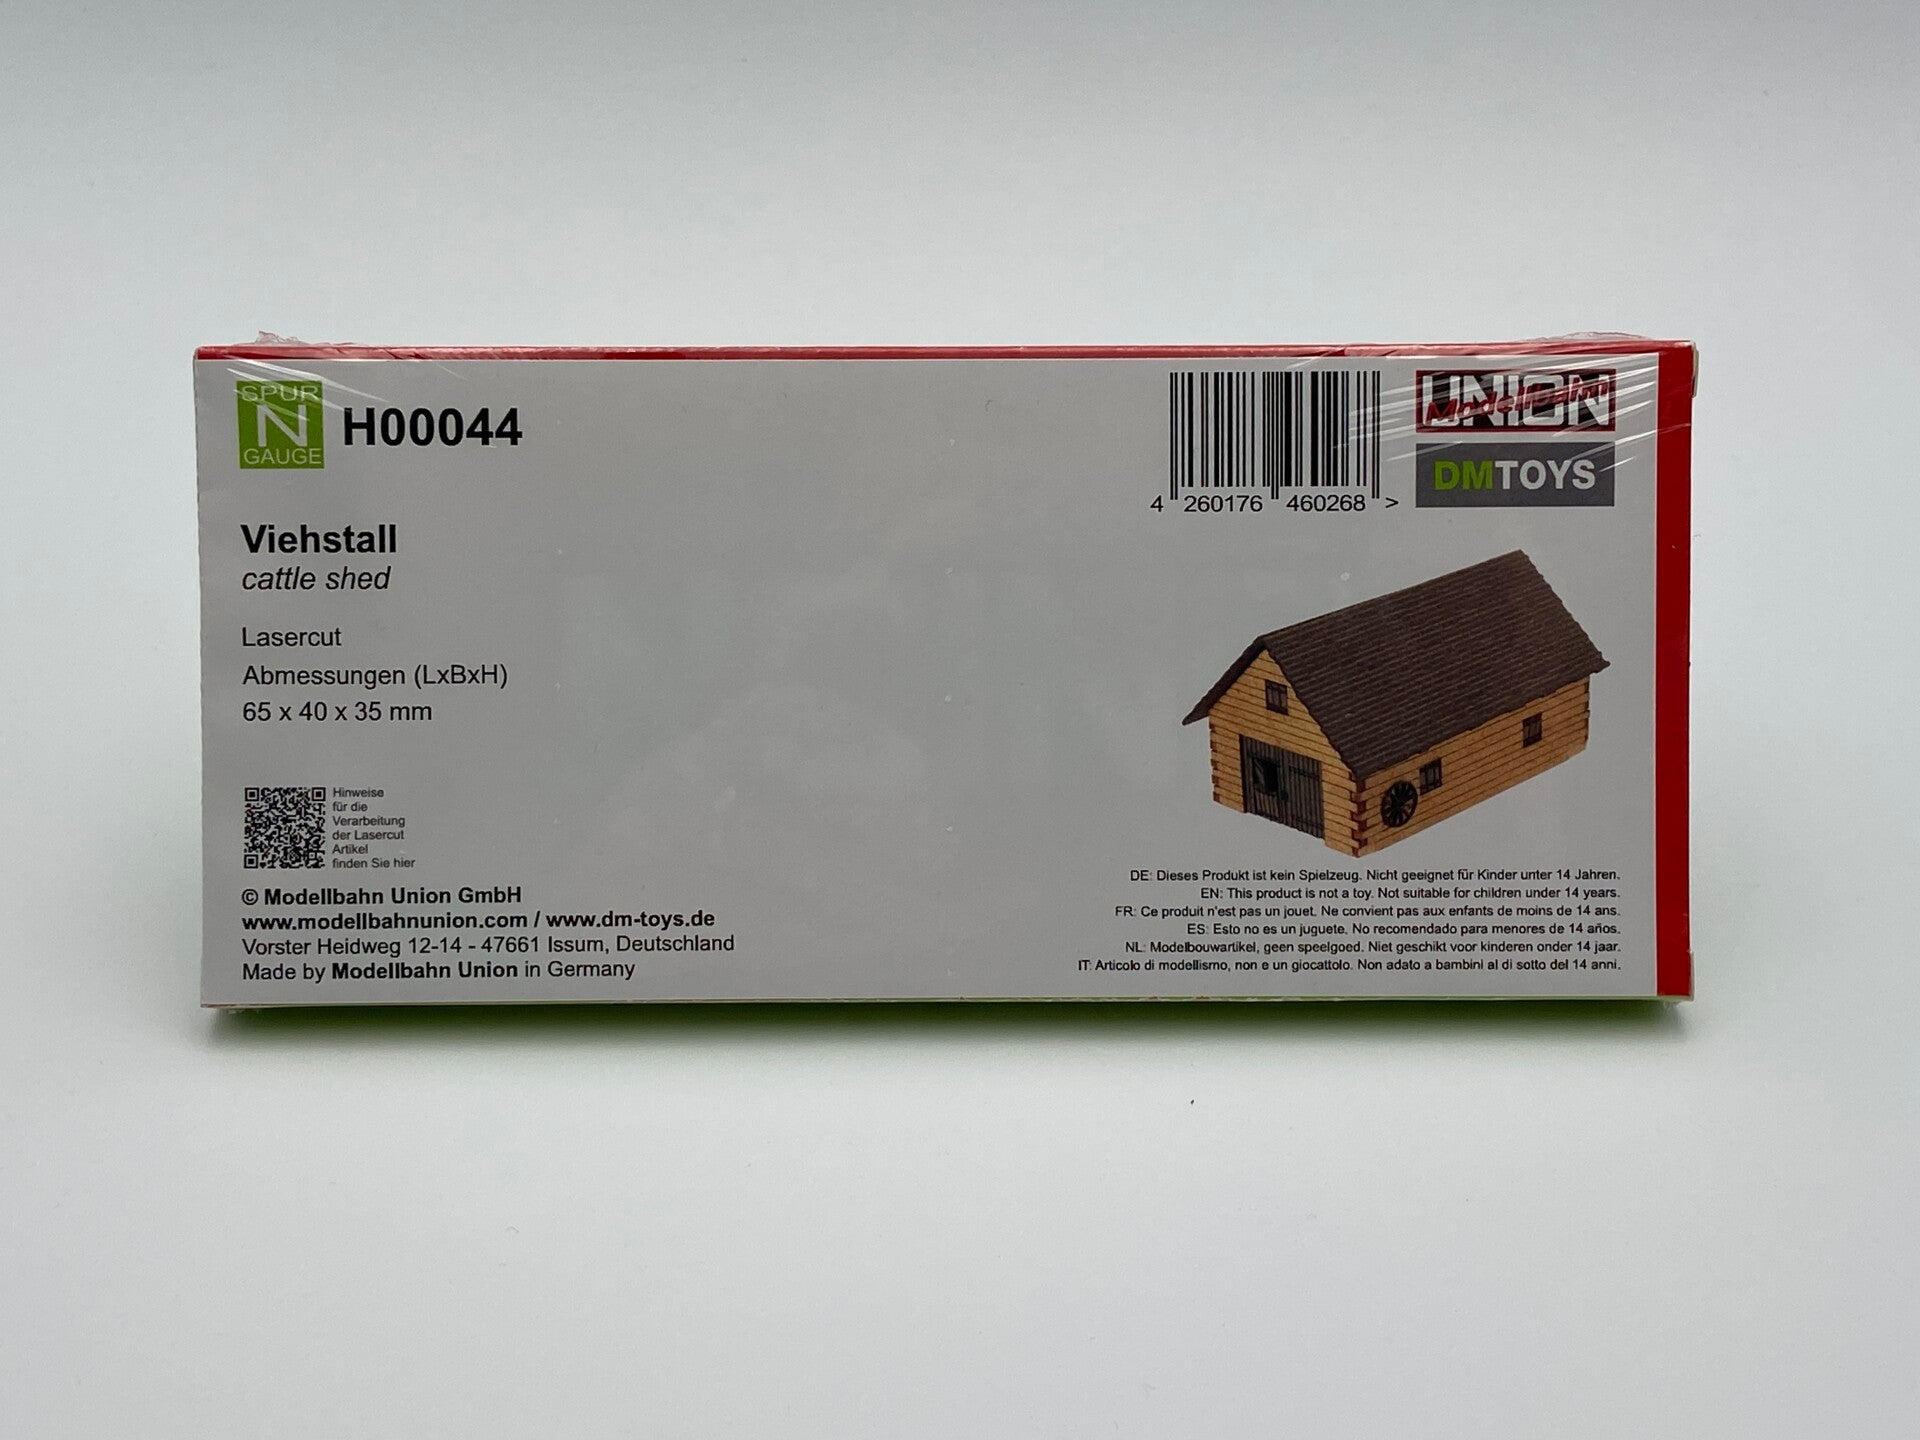 SPUR
N
GAUGE
H00044
4 260176 460268 >
UNION
Modellbahn
DMTOYS
Viehstall
cattle shed
Lasercut
Abmessungen (LxBxH)
65 x 40 x 35 mm
Hinweise
für die
Verarbeitung
der Lasercut
Artikel
finden Sie hier
© Modellbahn Union GmbH
www.modellbahnunion.com / www.dm-toys.de
Vorster Heidweg 12-14 - 47661 Issum, Deutschland
Made by Modellbahn Union in Germany
DE: Dieses Produkt ist kein Spielzeug. Nicht geeignet für Kinder unter 14 Jahren.
EN: This product is not a toy. Not suitable for children under 14 years.
FR: Ce produit n'est pas un jouet. Ne convient pas aux enfants de moins de 14 ans.
ES: Esto no es un juguete. No recomendado para menores de 14 años.
NL: Modelbouwartikel, geen speelgoed. Niet geschikt voor kinderen onder 14 jaar.
IT: Articolo di modellismo, non e un giocattolo. Non adato a bambini al di sotto del 14 anni.